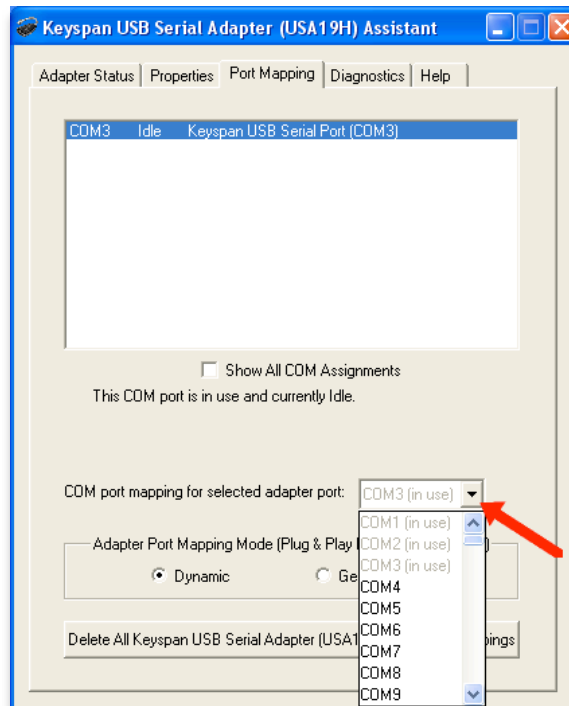 Keyspan USB Serial Adapter (USA19H) Assistant
Adapter Status Properties Port Mapping Diagnostics Help
COM3 Idle Keyspan USB Serial Port (COM3)
Show All COM Assignments
This COM port is in use and currently Idle.
COM port mapping for selected adapter port: COM3 (in use)
COM1 (in use)
Adapter Port Mapping Mode (Plug & Play COM2 (in use)
COM3 (in use)
Dynamic Ge COM4
COM5
COM6
Delete All Keyspan USB Serial Adapter (USA1 COM7 pings
COM8
COM9